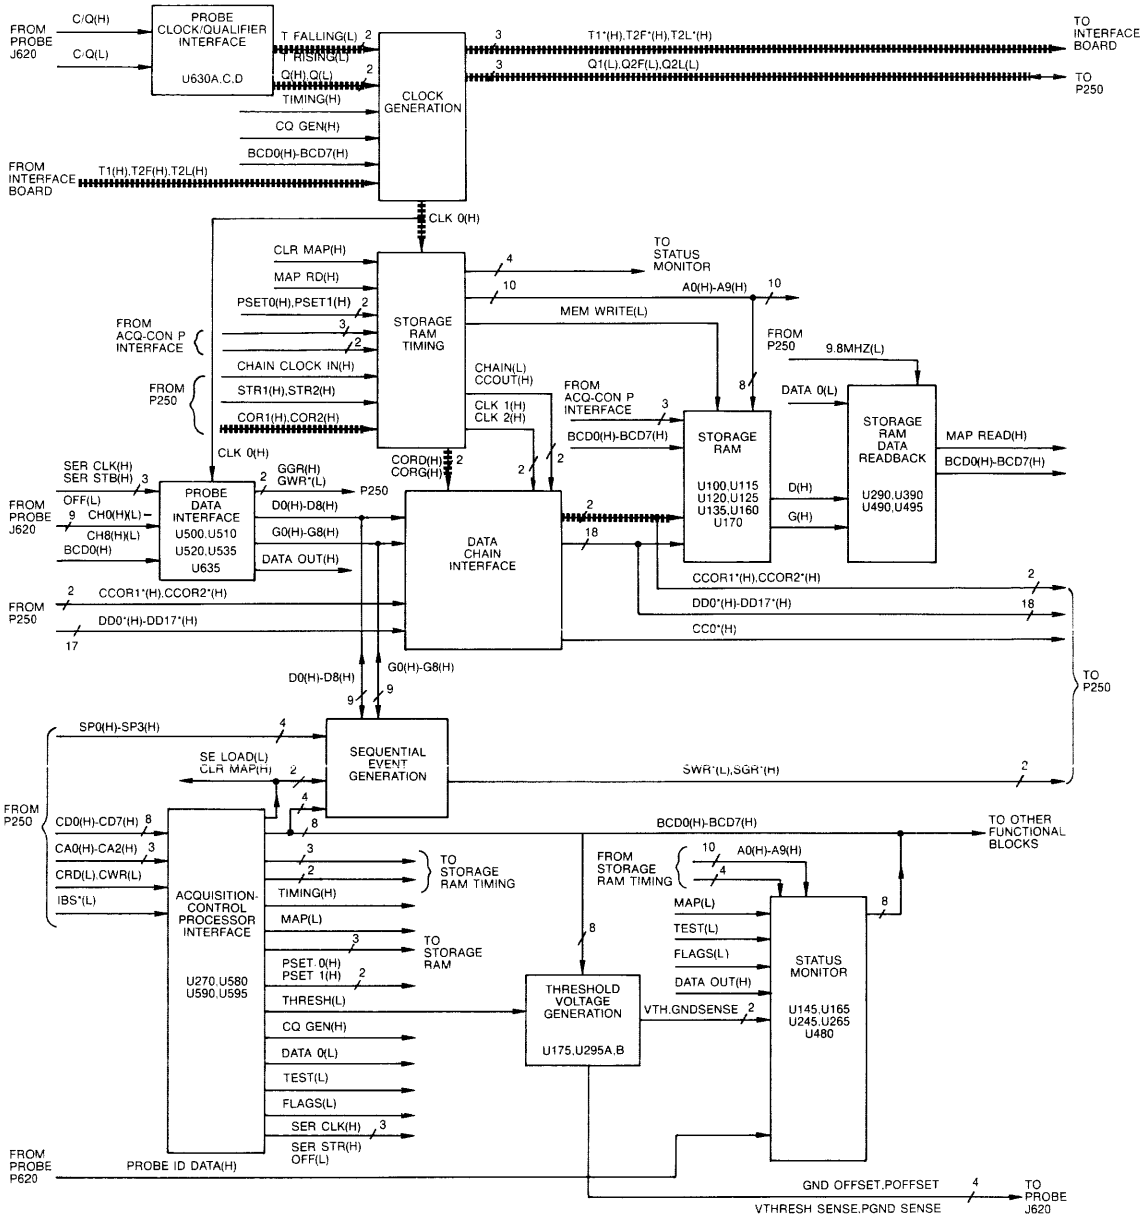 FROM
PROBE
J620
C/Q(H)
C/Q(L)
PROBE
CLOCK/QUALIFIER
INTERFACE
U630A,C,D
T FALLING(L)
2
T RISING(L)
Q(H),Q(L)
2
TIMING(H)
CQ GEN(H)
BCD0(H)-BCD7(H)
FROM
INTERFACE
BOARD
T1(H),T2F(H),T2L(H)
CLOCK
GENERATION
3
T1*(H),T2F*(H),T2L*(H)
TO
INTERFACE
BOARD
3
Q1(L),Q2F(L),Q2L(L)
TO
P250
CLK 0(H)
CLR MAP(H)
MAP RD(H)
PSET0(H),PSET1(H)
2
FROM
ACQ-CON P
INTERFACE
3
2
CHAIN CLOCK IN(H)
FROM
P250
STR1(H),STR2(H)
COR1(H),COR2(H)
CLK 0(H)
STORAGE
RAM
TIMING
4
TO
STATUS
MONITOR
10
A0(H)-A9(H)
10
MEM WRITE(L)
CHAIN(L)
CCOUT(H)
CLK 1(H)
CLK 2(H)
2
2
CORD(H)
CORG(H)
2
FROM
P250
9.8MHZ(L)
8
DATA 0(L)
FROM
ACQ-CON P
INTERFACE
3
BCD0(H)-BCD7(H)
STORAGE
RAM
U100,U115
U120,U125
U135,U160
U170
D(H)
G(H)
STORAGE
RAM
DATA
READBACK
U290,U390
U490,U495
MAP READ(H)
BCD0(H)-BCD7(H)
SER CLK(H)
SER STB(H)
3
OFF(L)
FROM
PROBE
J620
9
CH0(H)(L)–
CH8(H)(L)
BCD0(H)
PROBE
DATA
INTERFACE
U500,U510
U520,U535
U635
2
GGR(H)
GWR*(L)
P250
D0(H)-D8(H)
G0(H)-G8(H)
DATA OUT(H)
DATA
CHAIN
INTERFACE
2
18
FROM
P250
2
CCOR1*(H),CCOR2*(H)
17
DD0*(H)-DD17*(H)
CCOR1*(H),CCOR2*(H)
2
DD0*(H)-DD17*(H)
18
CC0*(H)
TO
P250
D0(H)-D8(H)
9
G0(H)-G8(H)
9
SP0(H)-SP3(H)
4
SE LOAD(L)
CLR MAP(H)
2
4
SEQUENTIAL
EVENT
GENERATION
SWR*(L),SGR*(H)
2
FROM
P250
CD0(H)-CD7(H)
8
CA0(H)-CA2(H)
3
CRD(L),CWR(L)
IBS*(L)
ACQUISITION-
CONTROL
PROCESSOR
INTERFACE
U270,U580
U590,U595
8
BCD0(H)-BCD7(H)
TO OTHER
FUNCTIONAL
BLOCKS
3
2
TO
STORAGE
RAM TIMING
TIMING(H)
MAP(L)
3
TO
STORAGE
RAM
PSET 0(H)
PSET 1(H)
2
THRESH(L)
CQ GEN(H)
DATA 0(L)
TEST(L)
FLAGS(L)
SER CLK(H)
3
SER STR(H)
OFF(L)
8
THRESHOLD
VOLTAGE
GENERATION
U175,U295A,B
VTH,GNDSENSE
2
FROM
STORAGE
RAM TIMING
10
A0(H)-A9(H)
4
MAP(L)
TEST(L)
FLAGS(L)
DATA OUT(H)
STATUS
MONITOR
U145,U165
U245,U265
U480
8
FROM
PROBE
P620
PROBE ID DATA(H)
GND OFFSET,POFFSET
4
VTHRESH SENSE,PGND SENSE
TO
PROBE
J620